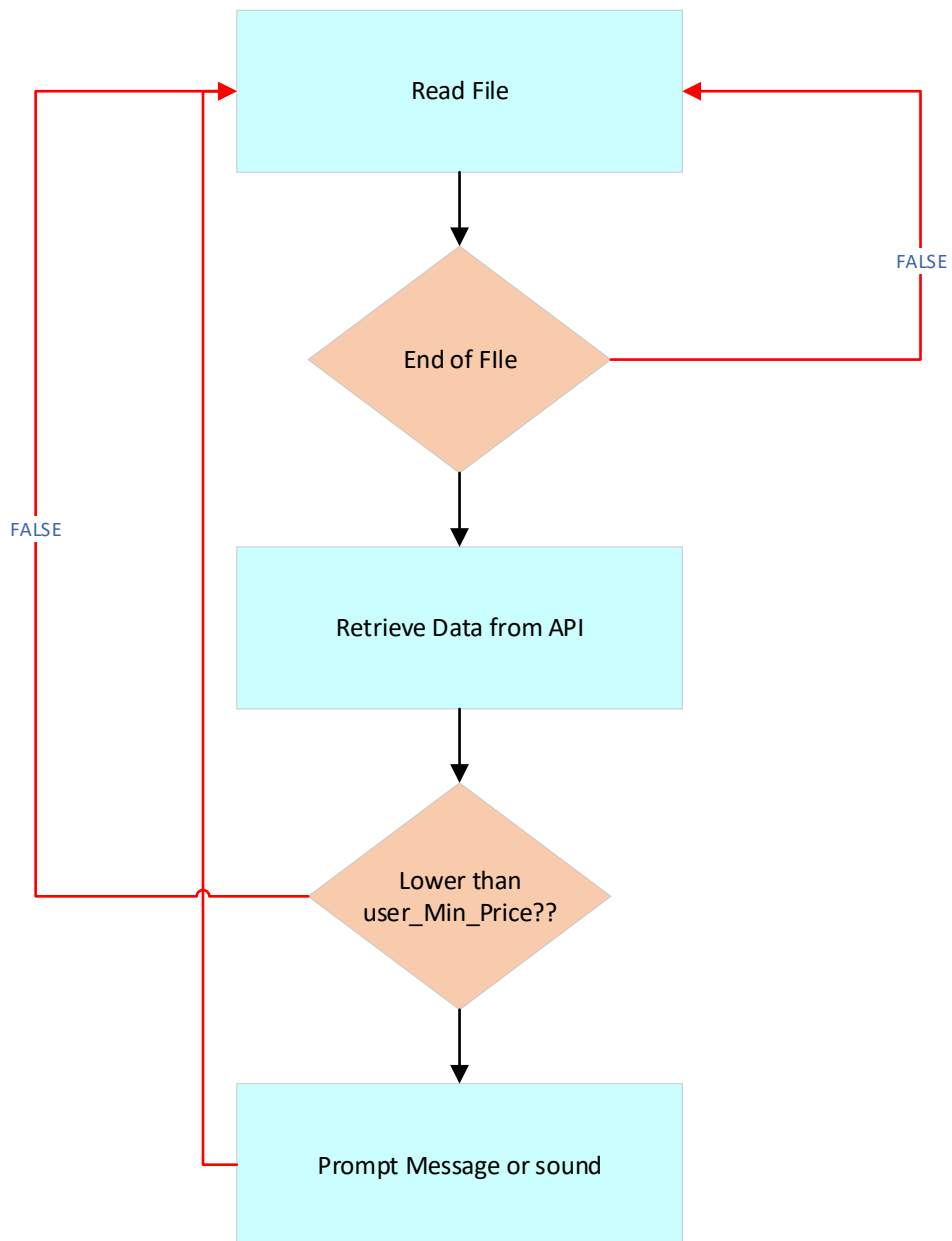 Read File
FALSE
End of FIle
FALSE
Retrieve Data from API
Lower than
user_Min_Price??
Prompt Message or sound